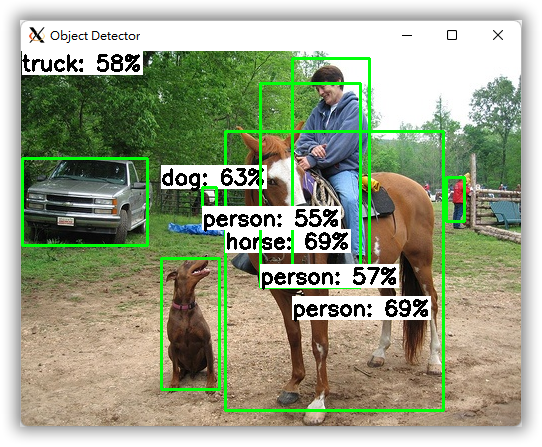 Object Detector
truck: 58%
dog: 63%
person: 55%
horse: 69%
person: 57%
person: 69%